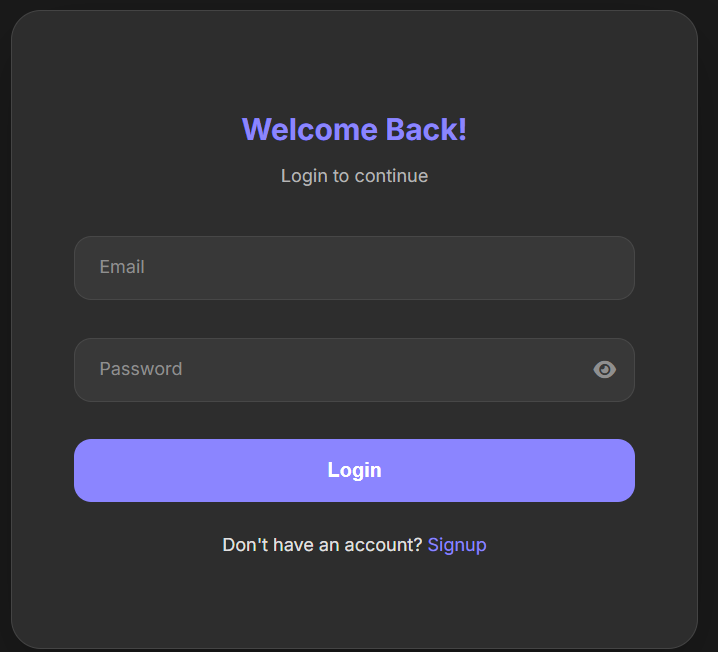 Welcome Back!
Login to continue
Email
Password
Login
Don't have an account? Signup